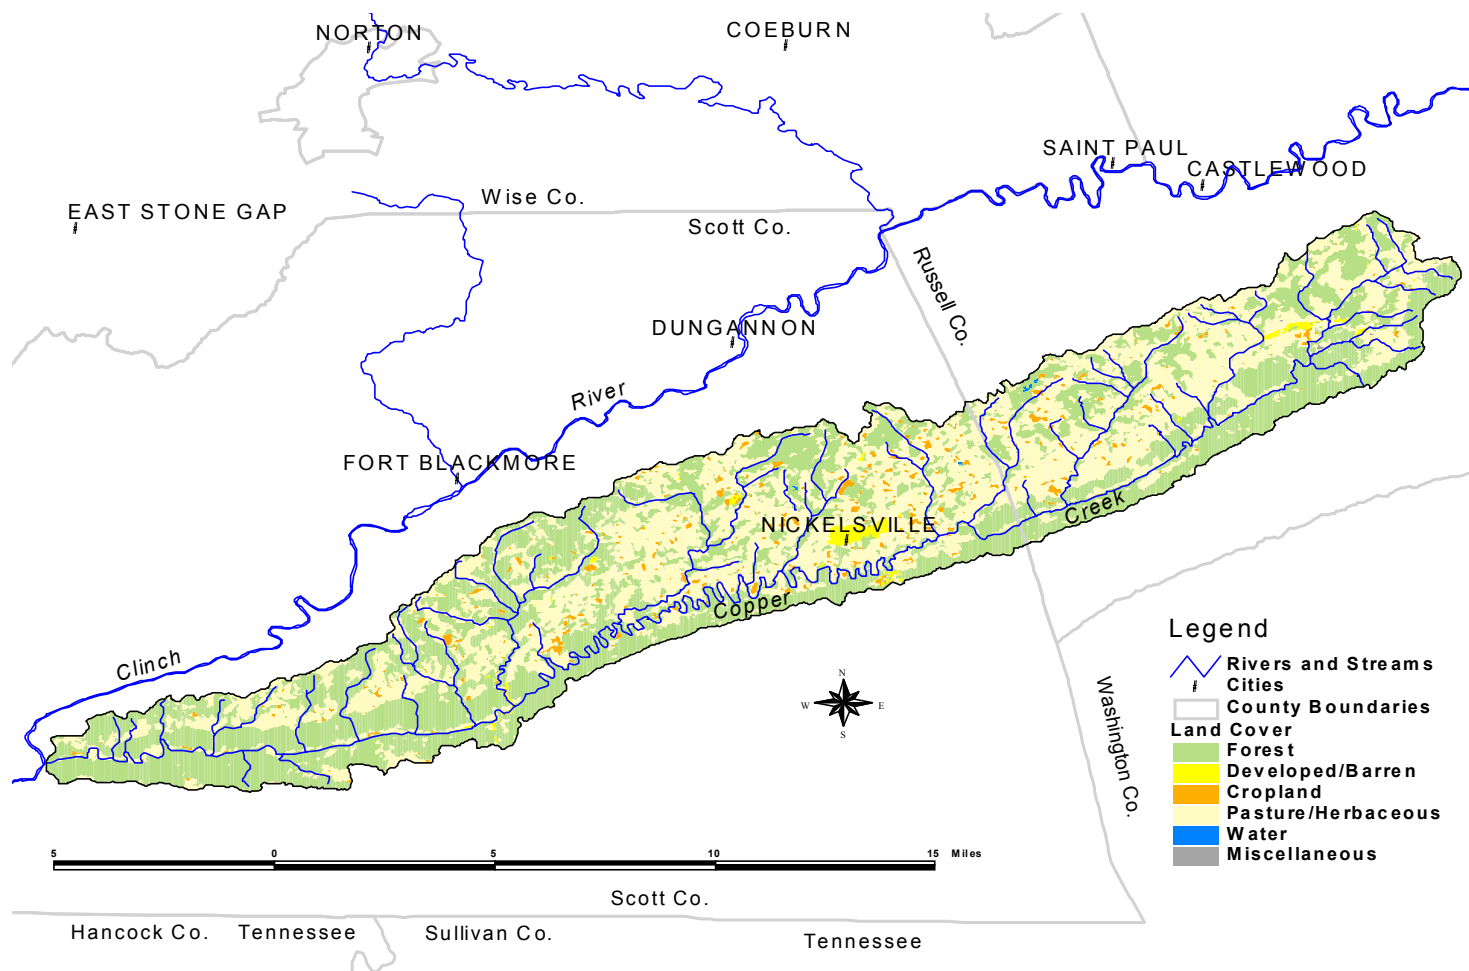 NORTON
COEBURN
SAINT PAUL
CASTLEWOOD
Wise Co.
EAST STONE GAP
Scott Co.
Russell Co.
DUNGANNON
River
FORT BLACKMORE
Creek
NICKELSVILLE
Copper
Clinch
Legend
Rivers and Streams
Cities
County Boundaries
Land Cover
Forest
Developed/Barren
Cropland
Pasture/Herbaceous
Water
Miscellaneous
N
W E
S
Washington Co.
5 0 5 10 15 Miles
Scott Co.
Hancock Co. Tennessee Sullivan Co.
Tennessee